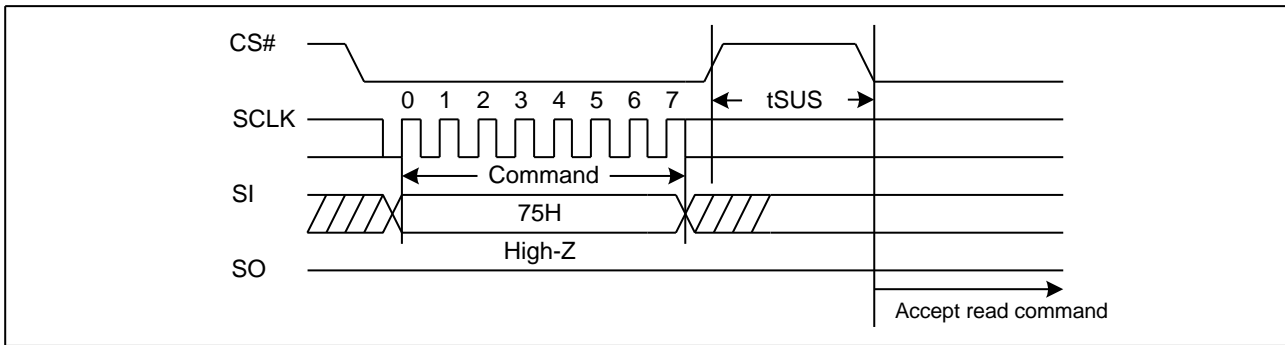 CS#
0 1 2 3 4 5 6 7
tSUS
SCLK
Command
SI
75H
High-Z
SO
Accept read command